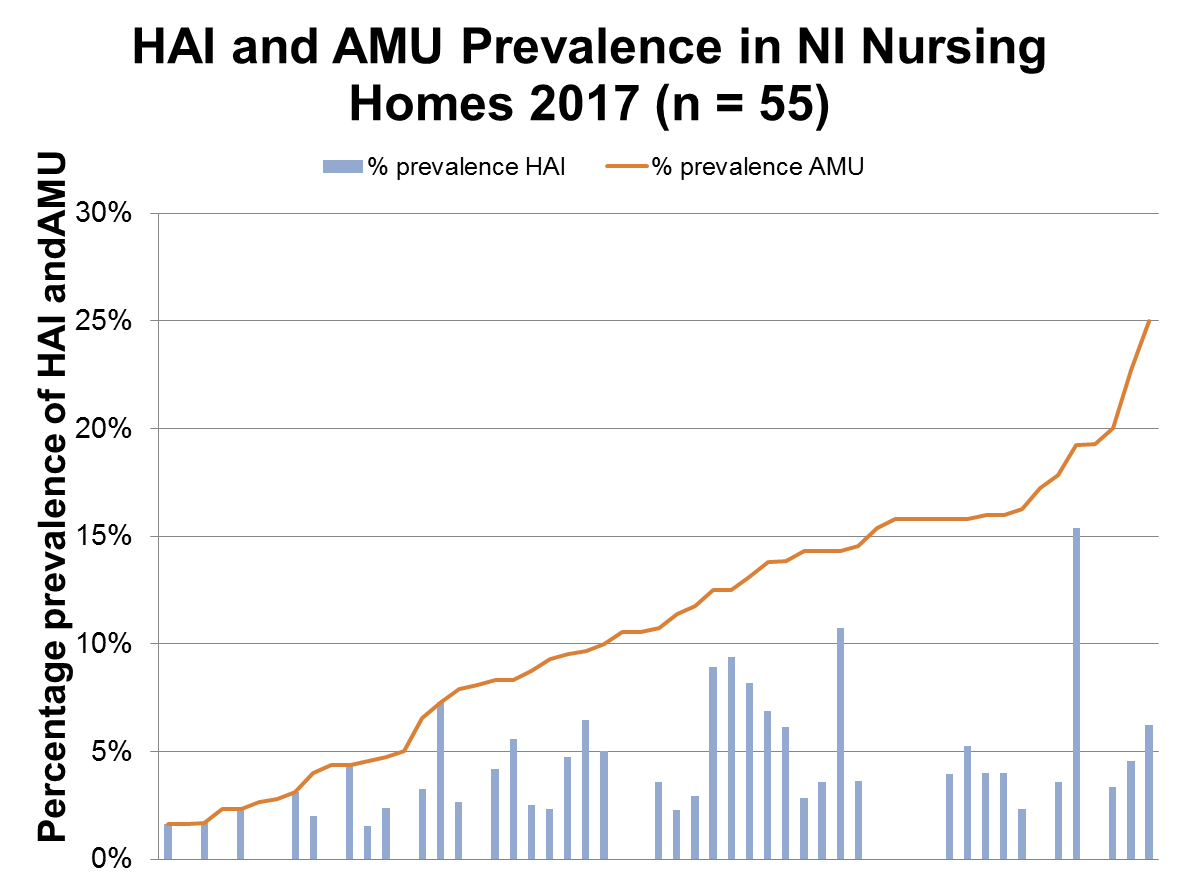 HAI and AMU Prevalence in NI Nursing
Homes 2017 (n = 55)
% prevalence HAI
% prevalence AMU
Percentage prevalence of HAI andAMU
30%
25%
20%
15%
10%
5%
0%